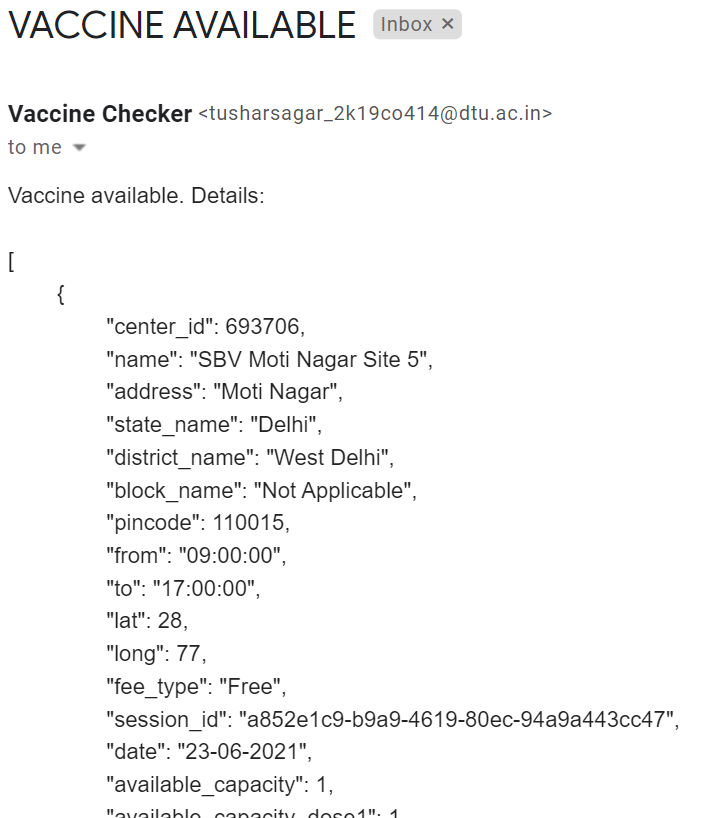 VACCINE AVAILABLE Inbox ×
Vaccine Checker <tusharsagar_2k19co414@dtu.ac.in>
to me
Vaccine available. Details:
[
{
"center_id": 693706,
"name": "SBV Moti Nagar Site 5",
"address": "Moti Nagar",
"state_name": "Delhi",
"district_name": "West Delhi",
"block_name": "Not Applicable",
"pincode": 110015,
"from": "09:00:00",
"to": "17:00:00",
"lat": 28,
"long": 77,
"fee_type": "Free",
"session_id": "a852e1c9-b9a9-4619-80ec-94a9a443cc47",
"date": "23-06-2021",
"available_capacity": 1,
"available_capacity_dose1": 1